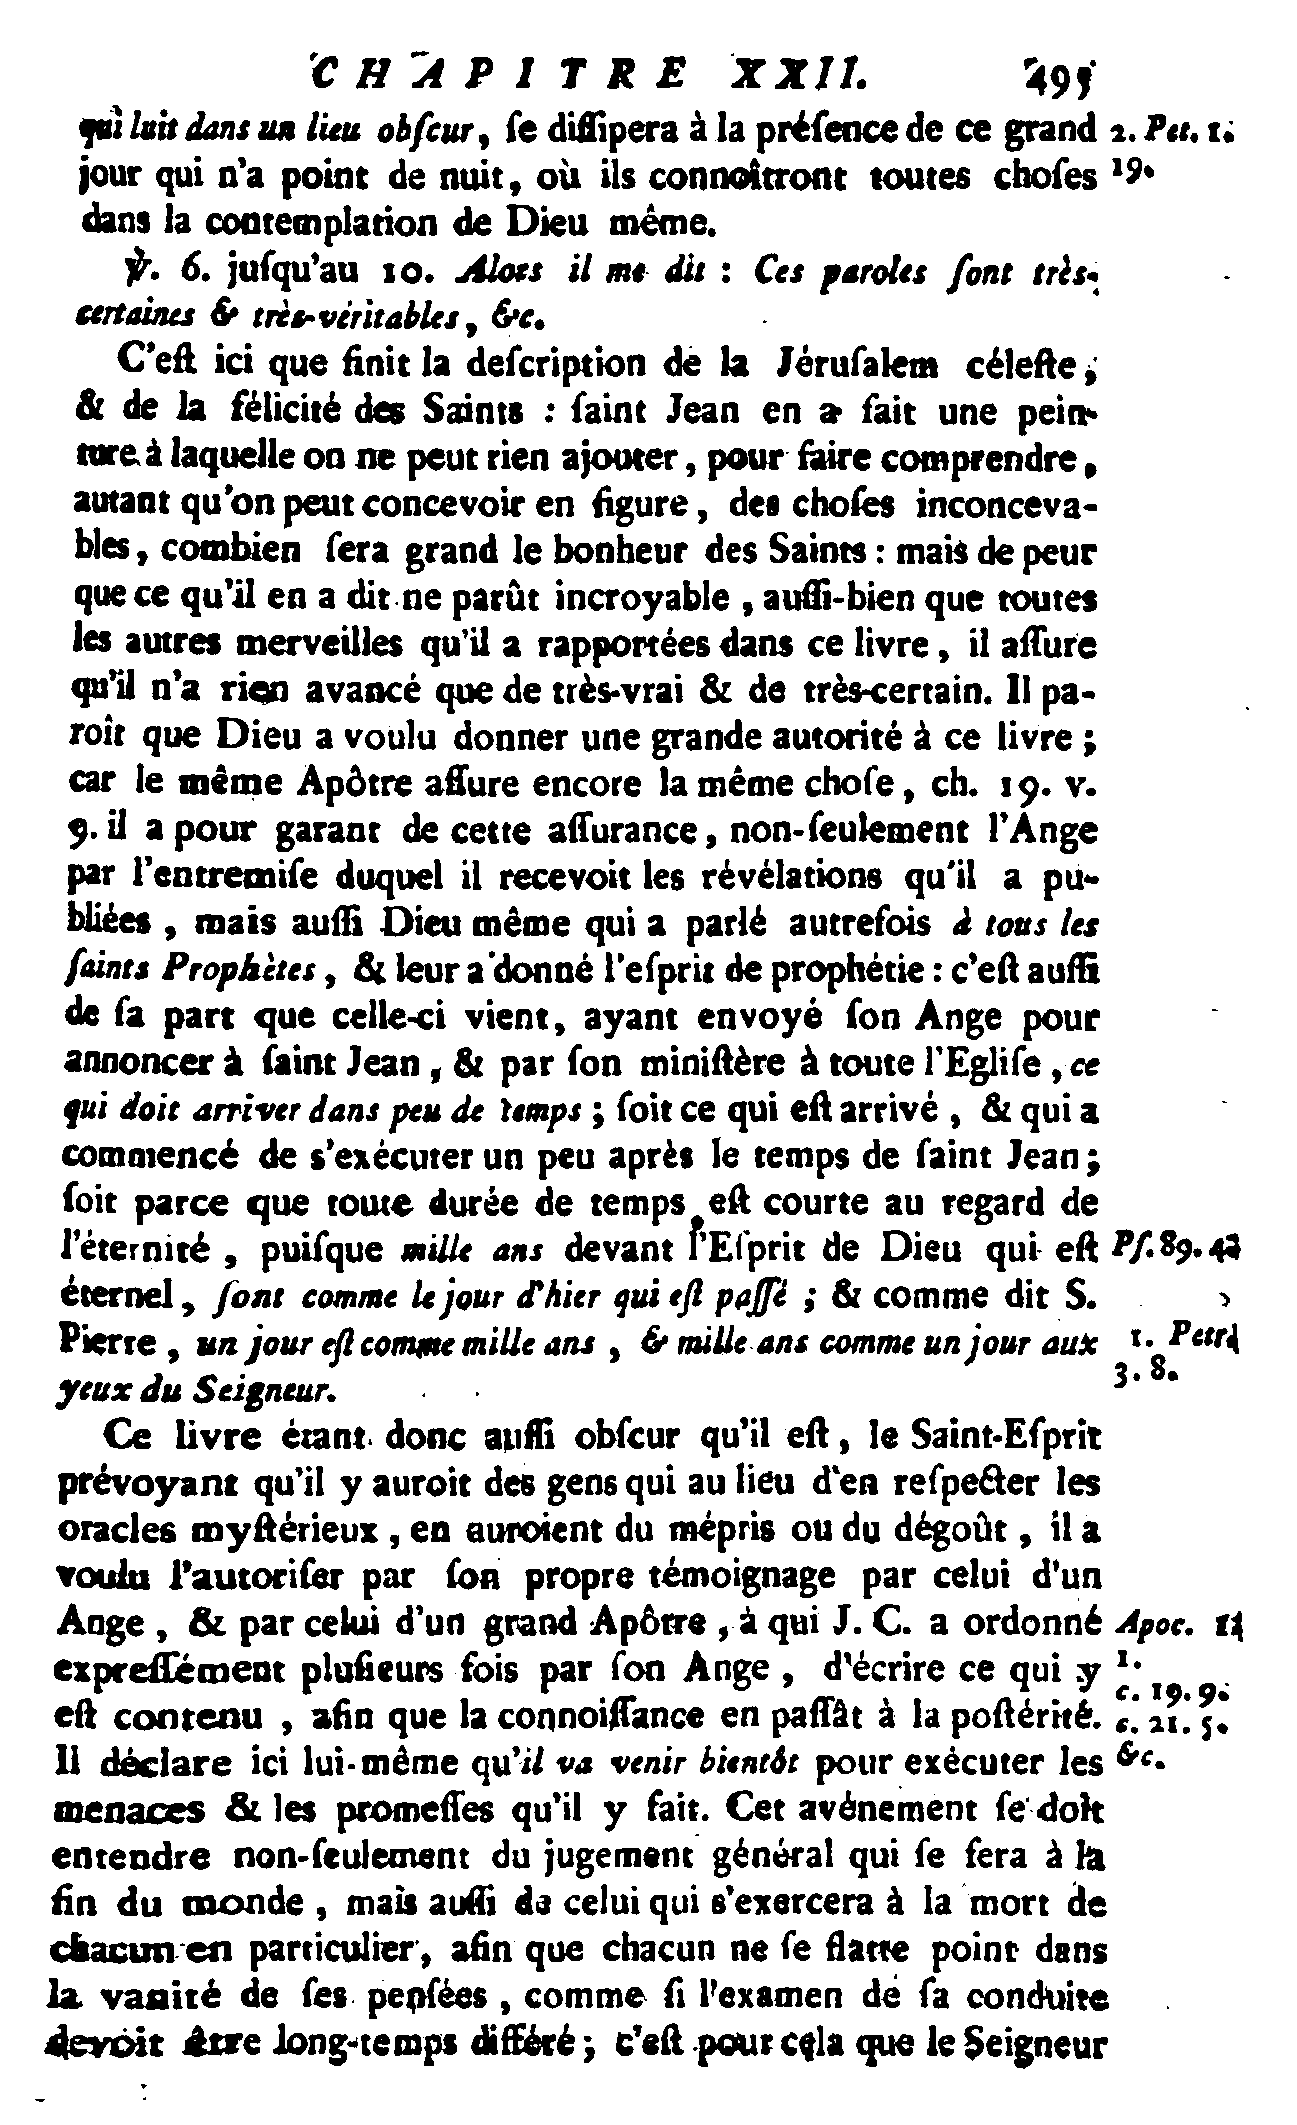 CHAPITRE XXII. 495
qui luit dans un lieu obſcur, ſe diſſipera à la préſence de ce grand 2. Pet. 1.
jour qui n'a point de nuit, où ils connoîtront toutes choſes 19.
dans la contemplation de Dieu même.
℣. 6. juſqu'au 10. Alors il me dit : Ces paroles ſont très-
certaines & très-véritables, &c.
C'eſt ici que finit la deſcription de la Jéruſalem céleſte,
& de la félicité des Saints : ſaint Jean en a fait une pein-
ture à laquelle on ne peut rien ajouter, pour faire comprendre,
autant qu'on peut concevoir en figure, des choſes inconceva-
bles, combien ſera grand le bonheur des Saints : mais de peur
que ce qu'il en a dit ne parût incroyable, auſſi-bien que toutes
les autres merveilles qu'il a rapportées dans ce livre, il aſſure
qu'il n'a rien avancé que de très-vrai & de très-certain. Il pa-
roît que Dieu a voulu donner une grande autorité à ce livre ;
car le même Apôtre aſſure encore la même choſe, ch. 19. v.
9. il a pour garant de cette aſſurance, non-ſeulement l'Ange
par l'entremiſe duquel il recevoit les révélations qu'il a pu-
bliées, mais auſſi Dieu même qui a parlé autrefois à tous les
ſaints Prophètes, & leur a donné l'eſprit de prophétie : c'eſt auſſi
de ſa part que celle-ci vient, ayant envoyé ſon Ange pour
annoncer à ſaint Jean, & par ſon miniſtère à toute l'Egliſe, ce
qui doit arriver dans peu de temps ; ſoit ce qui eſt arrivé, & qui a
commencé de s'exécuter un peu après le temps de ſaint Jean ;
ſoit parce que toute durée de temps eſt courte au regard de
l'éternité, puiſque mille ans devant l'Eſprit de Dieu qui eſt Pſ. 89. 4.
éternel, ſont comme le jour d'hier qui eſt paſſé ; & comme dit S.
Pierre, un jour eſt comme mille ans, & mille ans comme un jour aux 1. Petr.
yeux du Seigneur. 3. 8.
Ce livre étant donc auſſi obſcur qu'il eſt, le Saint-Eſprit
prévoyant qu'il y auroit des gens qui au lieu d'en reſpecter les
oracles myſtérieux, en auroient du mépris ou du dégoût, il a
voulu l'autoriſer par ſon propre témoignage par celui d'un
Ange, & par celui d'un grand Apôtre, à qui J. C. a ordonné Apoc.
expreſſément pluſieurs fois par ſon Ange, d'écrire ce qui y 1.
c. 19. 9.
eſt contenu, afin que la connoiſſance en paſſât à la poſtérité. c. 21. 5.
Il déclare ici lui-même qu'il va venir bientôt pour exécuter les &c.
menaces & les promeſſes qu'il y fait. Cet avénement ſe doit
entendre non-ſeulement du jugement général qui ſe fera à la
fin du monde, mais auſſi de celui qui s'exercera à la mort de
chacun en particulier, afin que chacun ne ſe flatte point dans
la vanité de ſes penſées, comme ſi l'examen de ſa conduite
devoit être long-temps différé ; c'eſt pour cela que le Seigneur